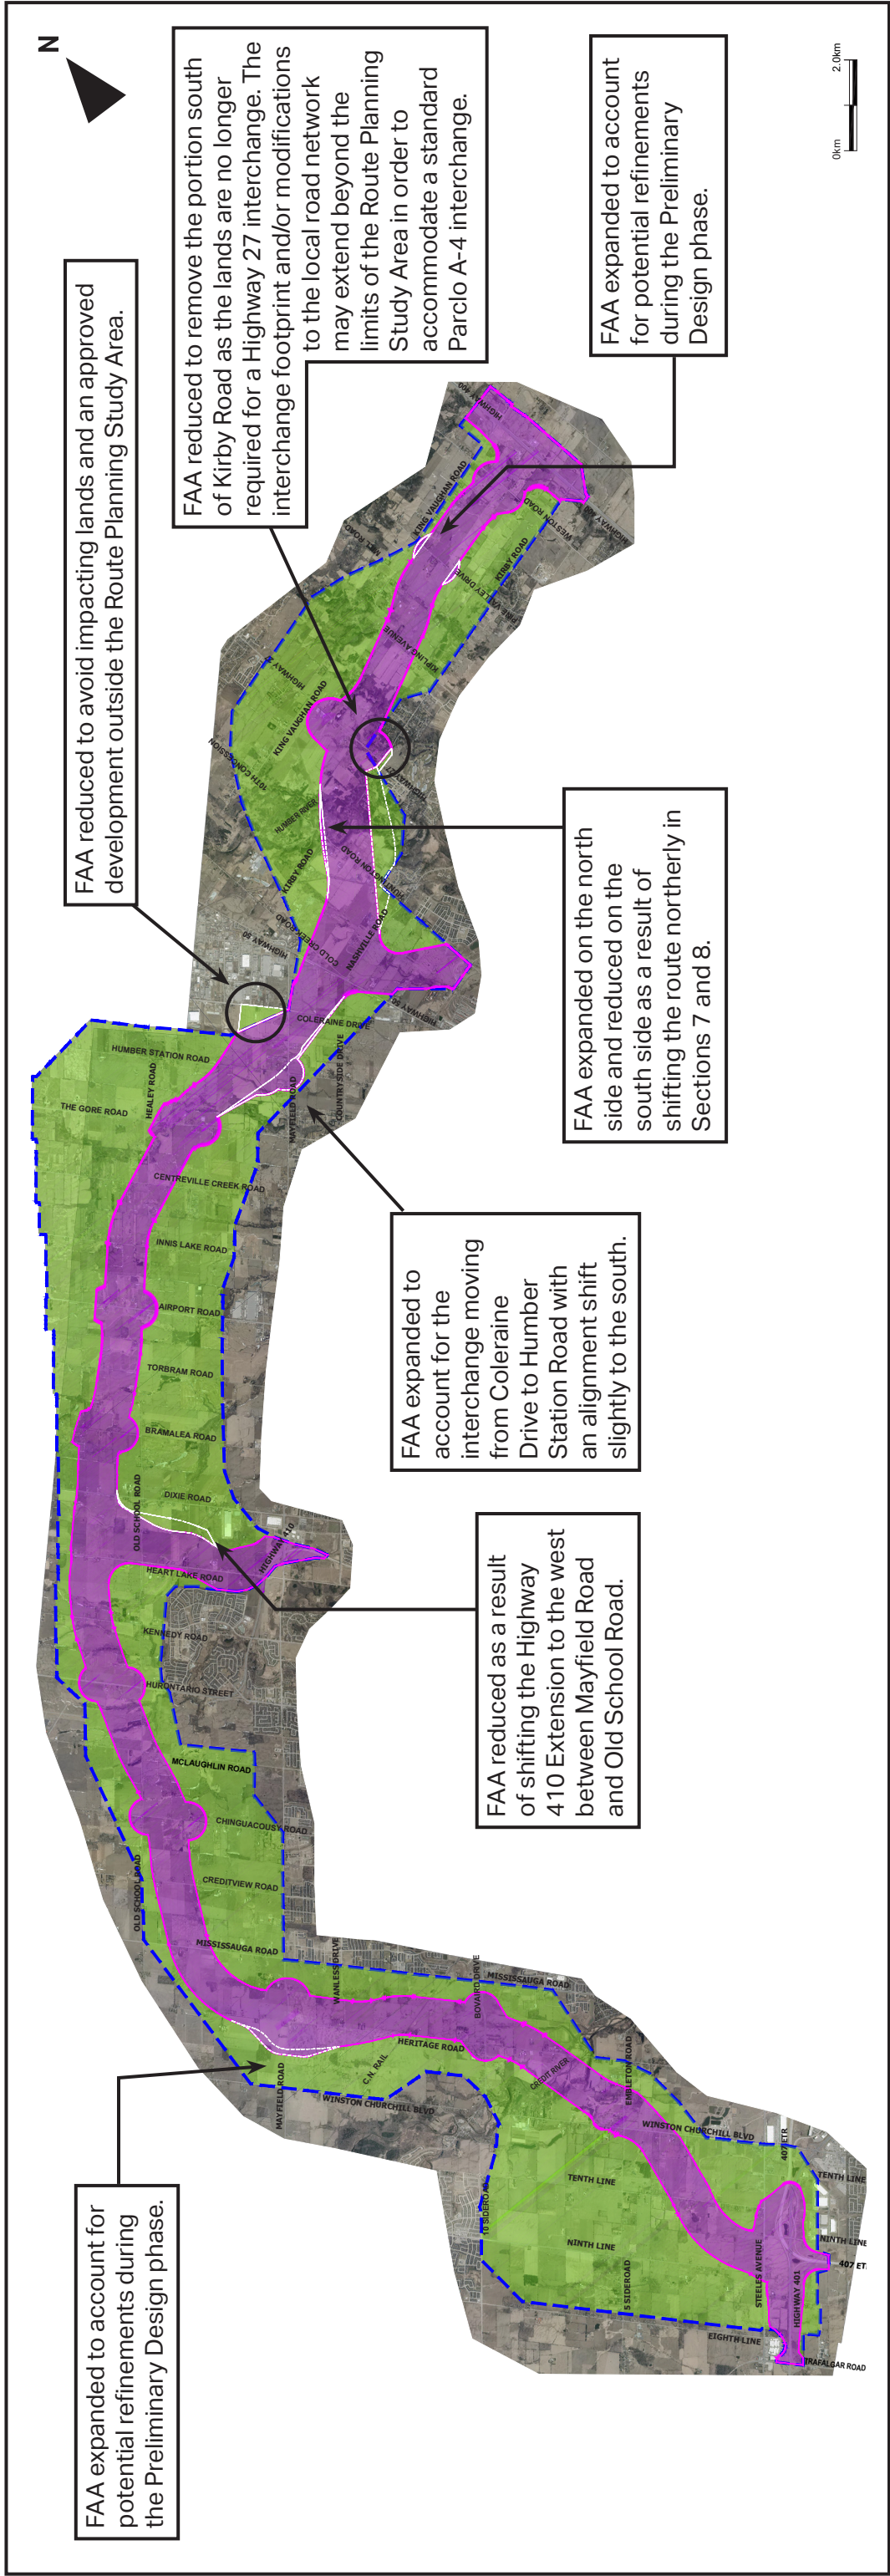 FAA expanded to account for
potential refinements during
the Preliminary Design phase.
FAA reduced as a result
of shifting the Highway
410 Extension to the west
between Mayfield Road
and Old School Road.
FAA expanded to
account for the
interchange moving
from Coleraine
Drive to Humber
Station Road with
an alignment shift
slightly to the south.
FAA reduced to avoid impacting lands and an approved
development outside the Route Planning Study Area.
FAA expanded on the north
side and reduced on the
south side as a result of
shifting the route northerly in
Sections 7 and 8.
FAA reduced to remove the portion south
of Kirby Road as the lands are no longer
required for a Highway 27 interchange. The
interchange footprint and/or modifications
to the local road network
may extend beyond the
limits of the Route Planning
Study Area in order to
accommodate a standard
Parclo A-4 interchange.
FAA expanded to account
for potential refinements
during the Preliminary
Design phase.
N
0km
2.0km
TRAFALGAR ROAD
EIGHTH LINE
HIGHWAY 401
STEELES AVENUE
5 SIDEROAD
407 ET
NINTH LINE
NINTH LINE
TENTH LINE
TENTH LINE
10 SIDEROAD
407 ETR
WINSTON CHURCHILL BLVD
EMBLETON ROAD
CREDIT RIVER
WINSTON CHURCHILL BLVD
MAYFIELD ROAD
C.N. RAIL
HERITAGE ROAD
BOVAIRD DRIVE
MISSISSAUGA ROAD
WANLESS DRIVE
MISSISSAUGA ROAD
OLD SCHOOL ROAD
CREDITVIEW ROAD
CHINGUACOUSY ROAD
MCLAUGHLIN ROAD
HURONTARIO STREET
KENNEDY ROAD
HEART LAKE ROAD
HIGHWAY 410
OLD SCHOOL ROAD
DIXIE ROAD
BRAMALEA ROAD
TORBRAM ROAD
AIRPORT ROAD
INNIS LAKE ROAD
CENTREVILLE CREEK ROAD
THE GORE ROAD
HEALEY ROAD
HUMBER STATION ROAD
MAYFIELD ROAD
COUNTRYSIDE DRIVE
COLERAINE DRIVE
HIGHWAY 50
HIGHWAY 50
COLD CREEK ROAD
NASHVILLE ROAD
KIRBY ROAD
HUNTINGTON ROAD
HUNTINGTON ROAD
HUMBER RIVER
10TH CONCESSION
KING VAUGHAN ROAD
HIGHWAY 27
KIPLING AVENUE
PINE VALLEY DRIVE
KIRBY ROAD
KING VAUGHAN ROAD
WESTON ROAD
HIGHWAY 400